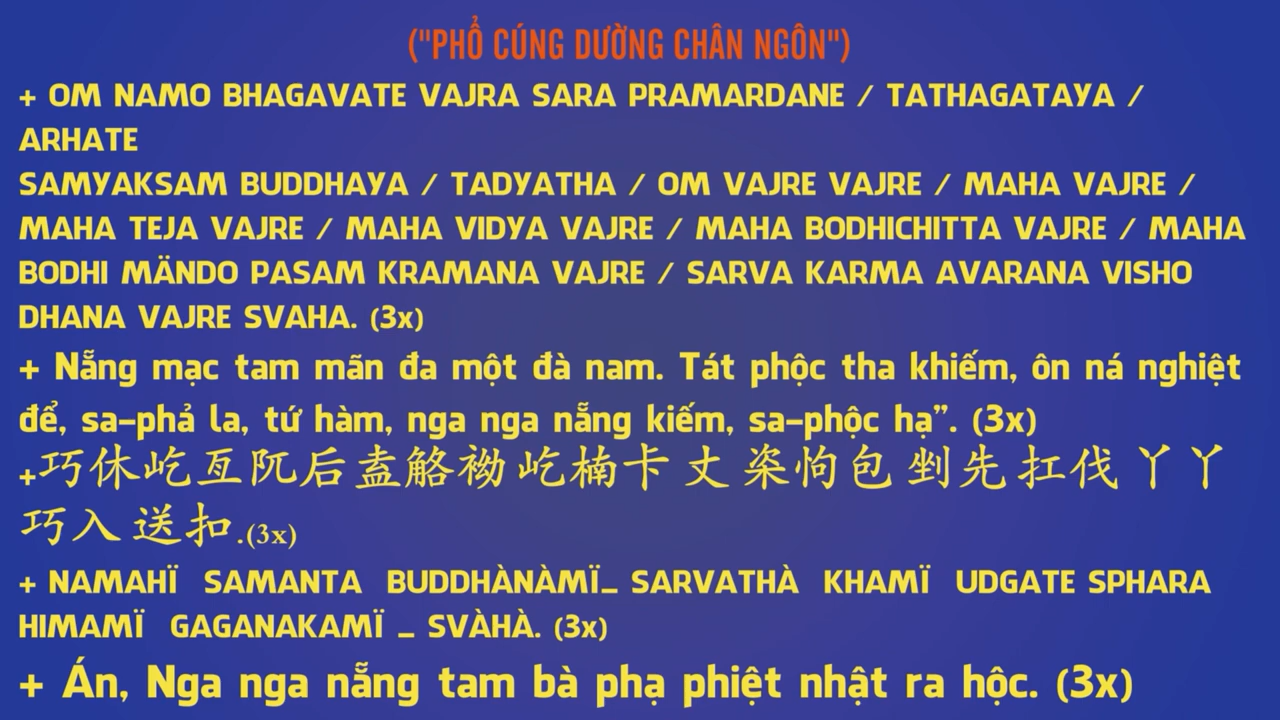 ("PHỔ CÚNG DƯỜNG CHÂN NGÔN")
+ OM NAMO BHAGAVATE VAJRA SARA PRAMARDANE / TATHAGATAYA /
ARHATE
SAMYAKSAM BUDDHAYA / TADYATHA / OM VAJRE VAJRE / MAHA VAJRE /
MAHA TEJA VAJRE / MAHA VIDYA VAJRE / MAHA BODHICHITTA VAJRE / MAHA
BODHI MÄNDO PASAM KRAMANA VAJRE / SARVA KARMA AVARANA VISHO
DHANA VAJRE SVAHA. (3x)
+ Nẵng mạc tam mãn đa một đà nam. Tát phộc tha khiếm, ôn ná nghiệt
để, sa-phả la, tứ hàm, nga nga nẵng kiếm, sa-phộc hạ”. (3x)
+巧休屹亙阢后盍觡袎屹楠卡丈 栥怐包 剉先扛伐 丫丫
巧入送扣.(3x)
+ NAMAHÏ SAMANTA BUDDHÀNÀMÏ_ SARVATHÀ KHAMÏ UDGATE SPHARA
HIMAMÏ GAGANAKAMÏ _ SVÀHÀ. (3x)
+ Án, Nga nga nẵng tam bà phạ phiệt nhật ra hộc. (3x)